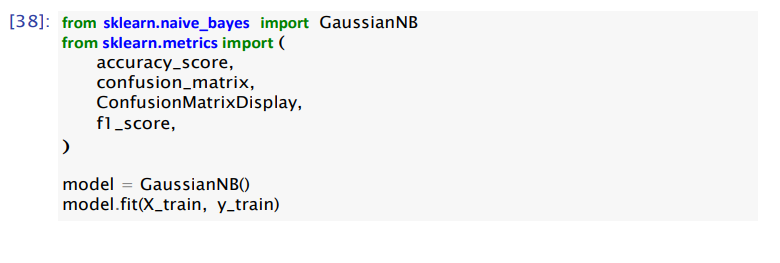 [38]: from sklearn.naive_bayes import GaussianNB
from sklearn.metrics import (
    accuracy_score,
    confusion_matrix,
    ConfusionMatrixDisplay,
    f1_score,
)

model = GaussianNB()
model.fit(X_train, y_train)